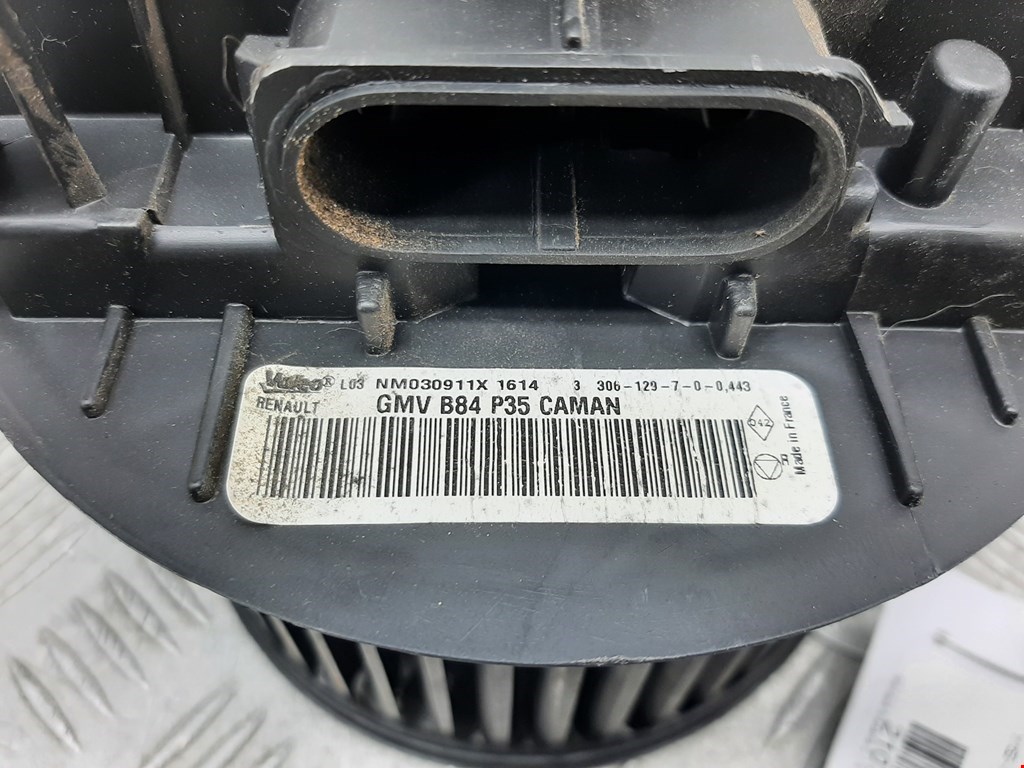 Valeo® L03 NM030911X 1614 3 306-129-7-0-0,443
RENAULT GMV B84 P35 CAMAN
042
R
Made in France